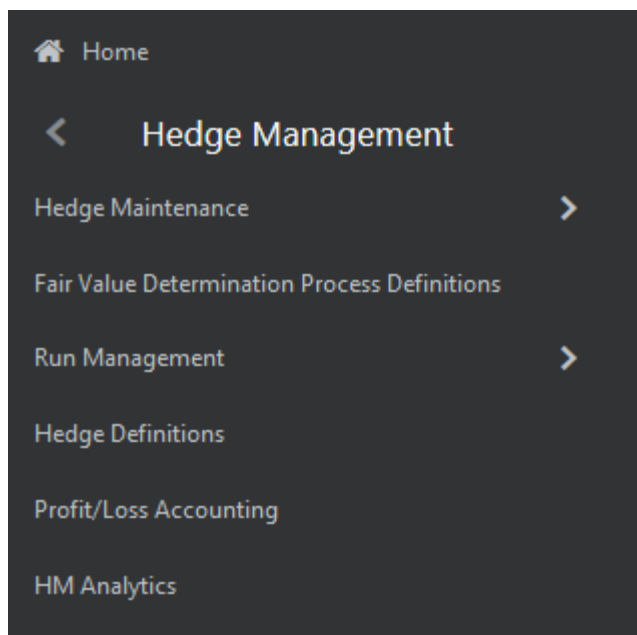 Home
Hedge Management
Hedge Maintenance
Fair Value Determination Process Definitions
Run Management
Hedge Definitions
Profit/Loss Accounting
HM Analytics